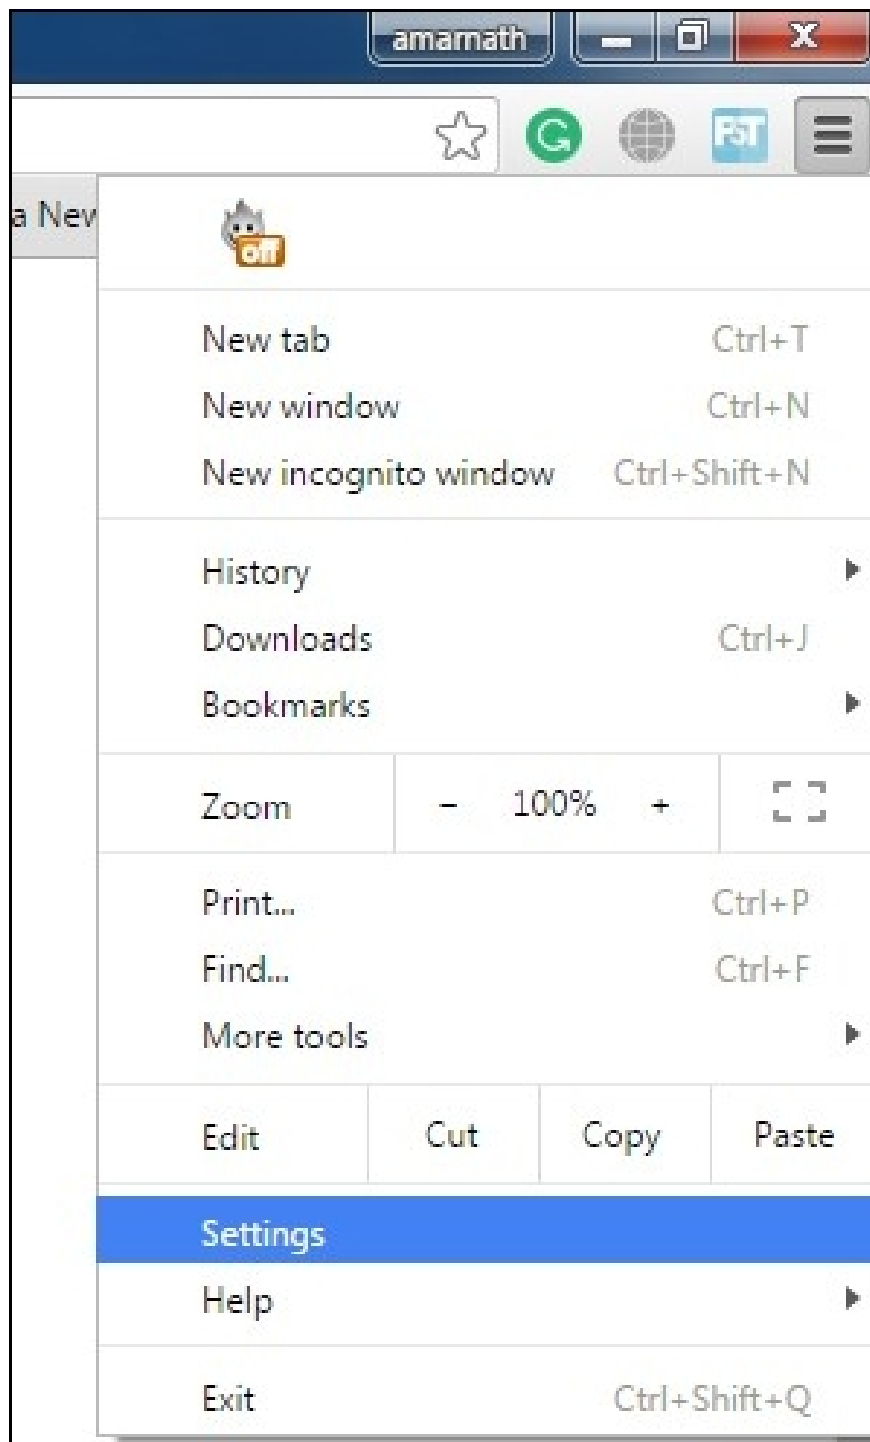 amarnath
F5T
a New
off
New tab Ctrl+T
New window Ctrl+N
New incognito window Ctrl+Shift+N
History
Downloads Ctrl+J
Bookmarks
Zoom − 100% +
Print... Ctrl+P
Find... Ctrl+F
More tools
Edit Cut Copy Paste
Settings
Help
Exit Ctrl+Shift+Q